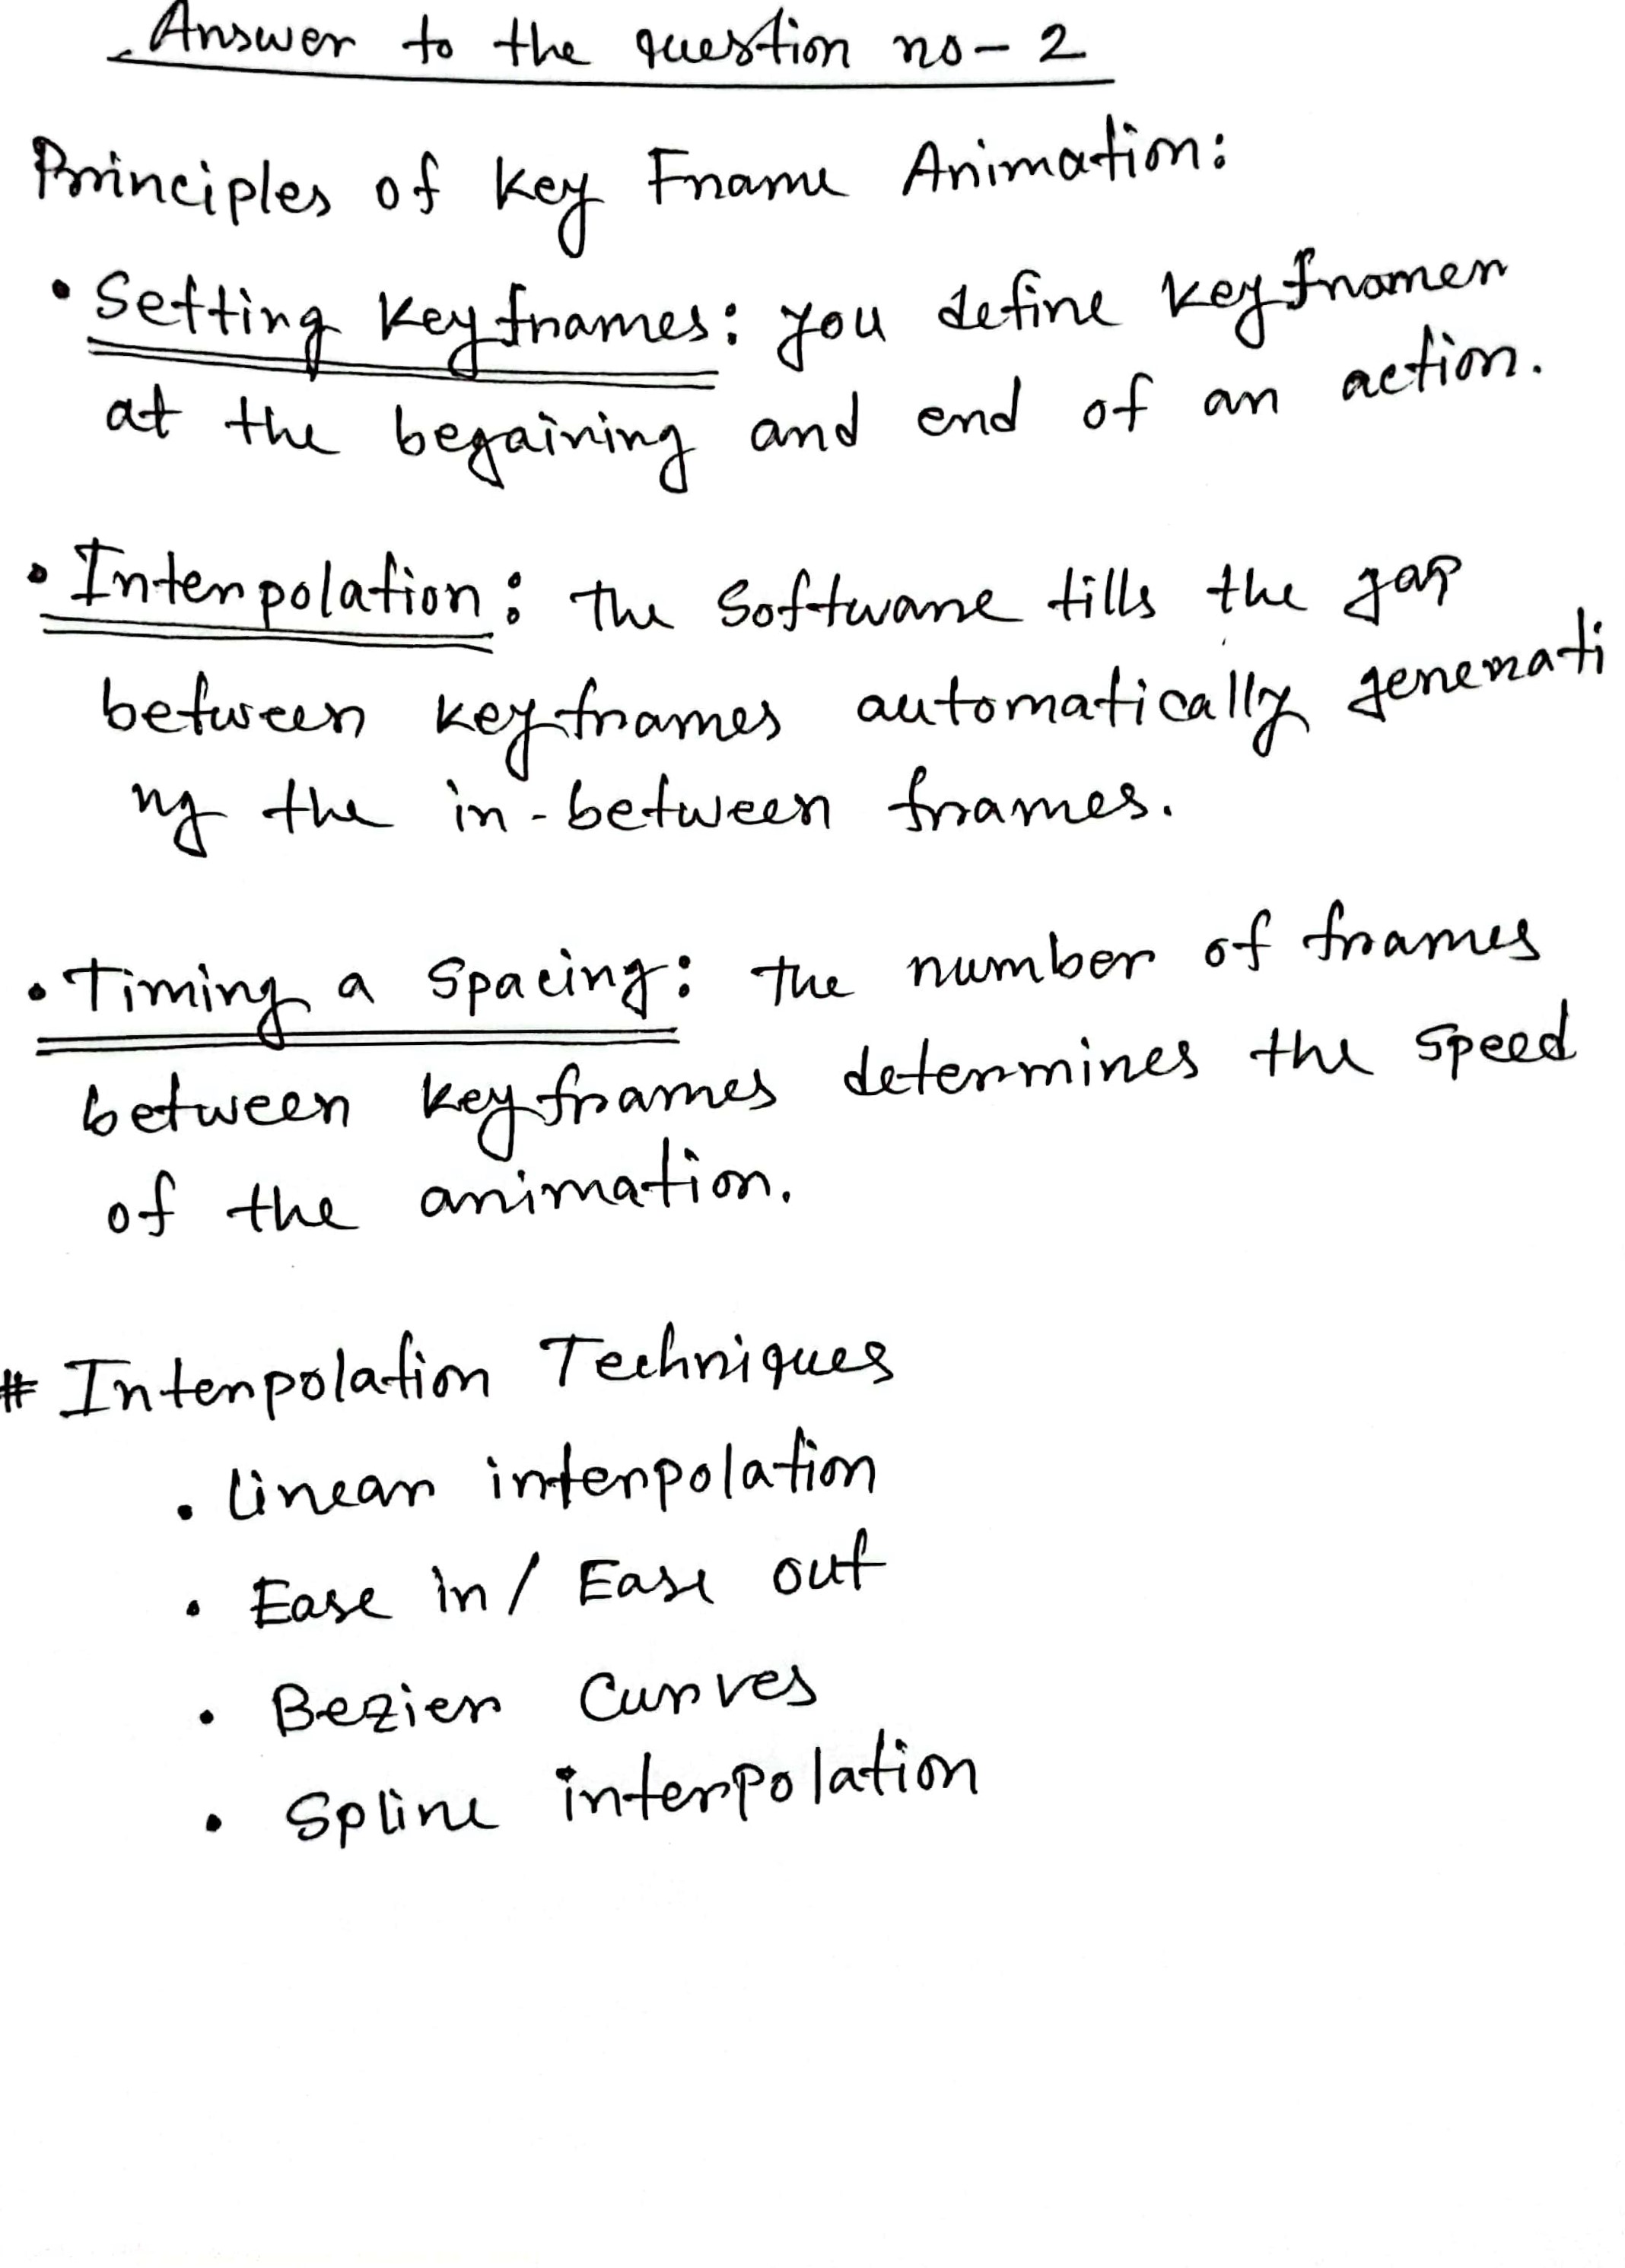 Answer to the question no- 2
Principles of Key Frame Animation:
• Setting Keyframes: you define keyframer
at the begaining and end of an action.
• Interpolation: the Software fills the gap
between keyframes automatically generati
ng the in-between frames.
• Timing a Spacing: the number of frames
between keyframes determines the speed
of the animation.
# Interpolation Techniques
• Linear interpolation
• Ease in/ Ease out
• Bezier Curves
• Spline interpolation